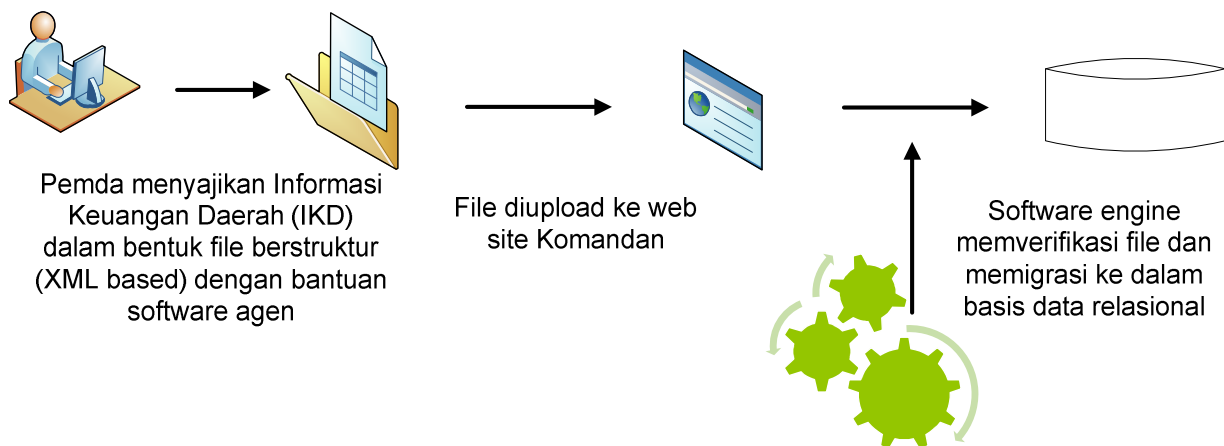 Pemda menyajikan Informasi
Keuangan Daerah (IKD)
dalam bentuk file berstruktur
(XML based) dengan bantuan
software agen
File diupload ke web
site Komandan
Software engine
memverifikasi file dan
memigrasi ke dalam
basis data relasional